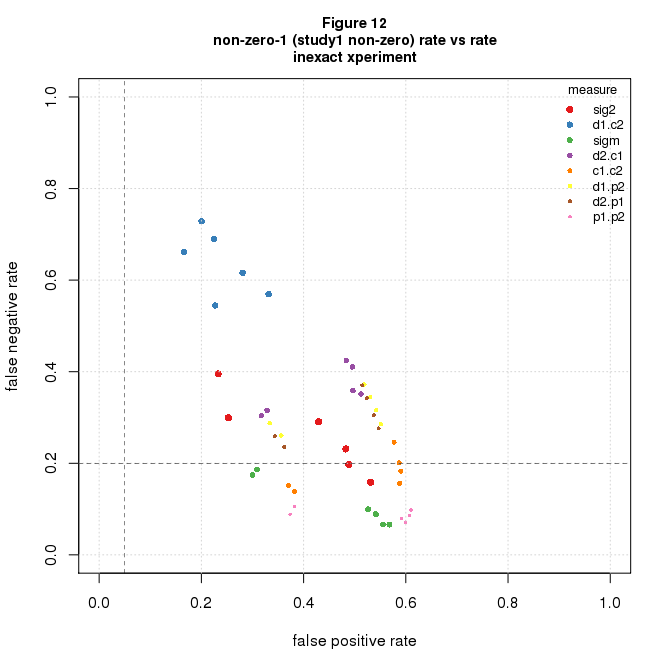 Figure 12
non-zero-1 (study1 non-zero) rate vs rate
inexact xperiment
measure
sig2
d1.c2
sigm
d2.c1
c1.c2
d1.p2
d2.p1
p1.p2
1.0
0.8
0.6
0.4
0.2
0.0
false negative rate
0.0 0.2 0.4 0.6 0.8 1.0
false positive rate